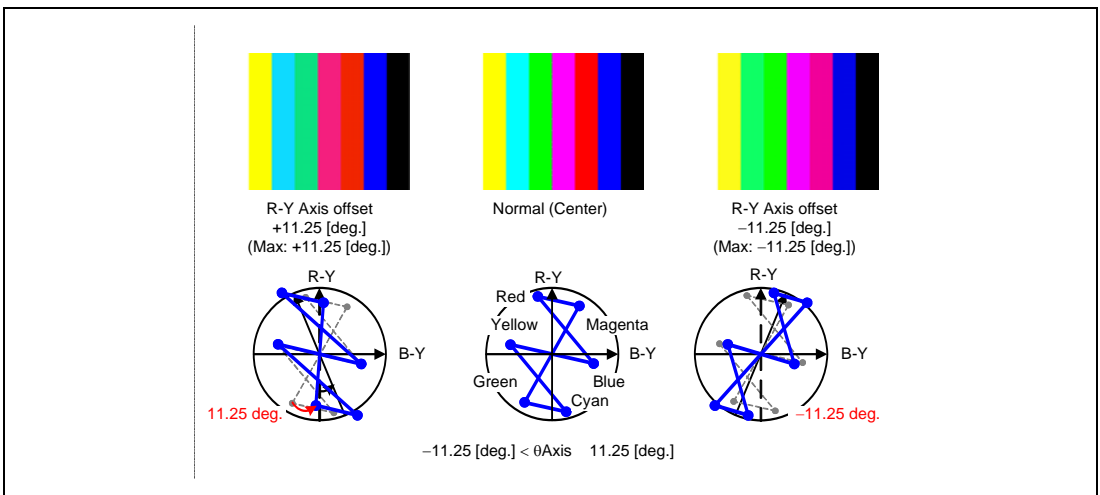 R-Y Axis offset
+11.25 [deg.]
(Max: +11.25 [deg.])
Normal (Center)
R-Y Axis offset
−11.25 [deg.]
(Max: −11.25 [deg.])
R-Y
B-Y
11.25 deg.
R-Y
Red
Yellow
Magenta
B-Y
Green
Blue
Cyan
R-Y
B-Y
−11.25 deg.
−11.25 [deg.] < θAxis 11.25 [deg.]